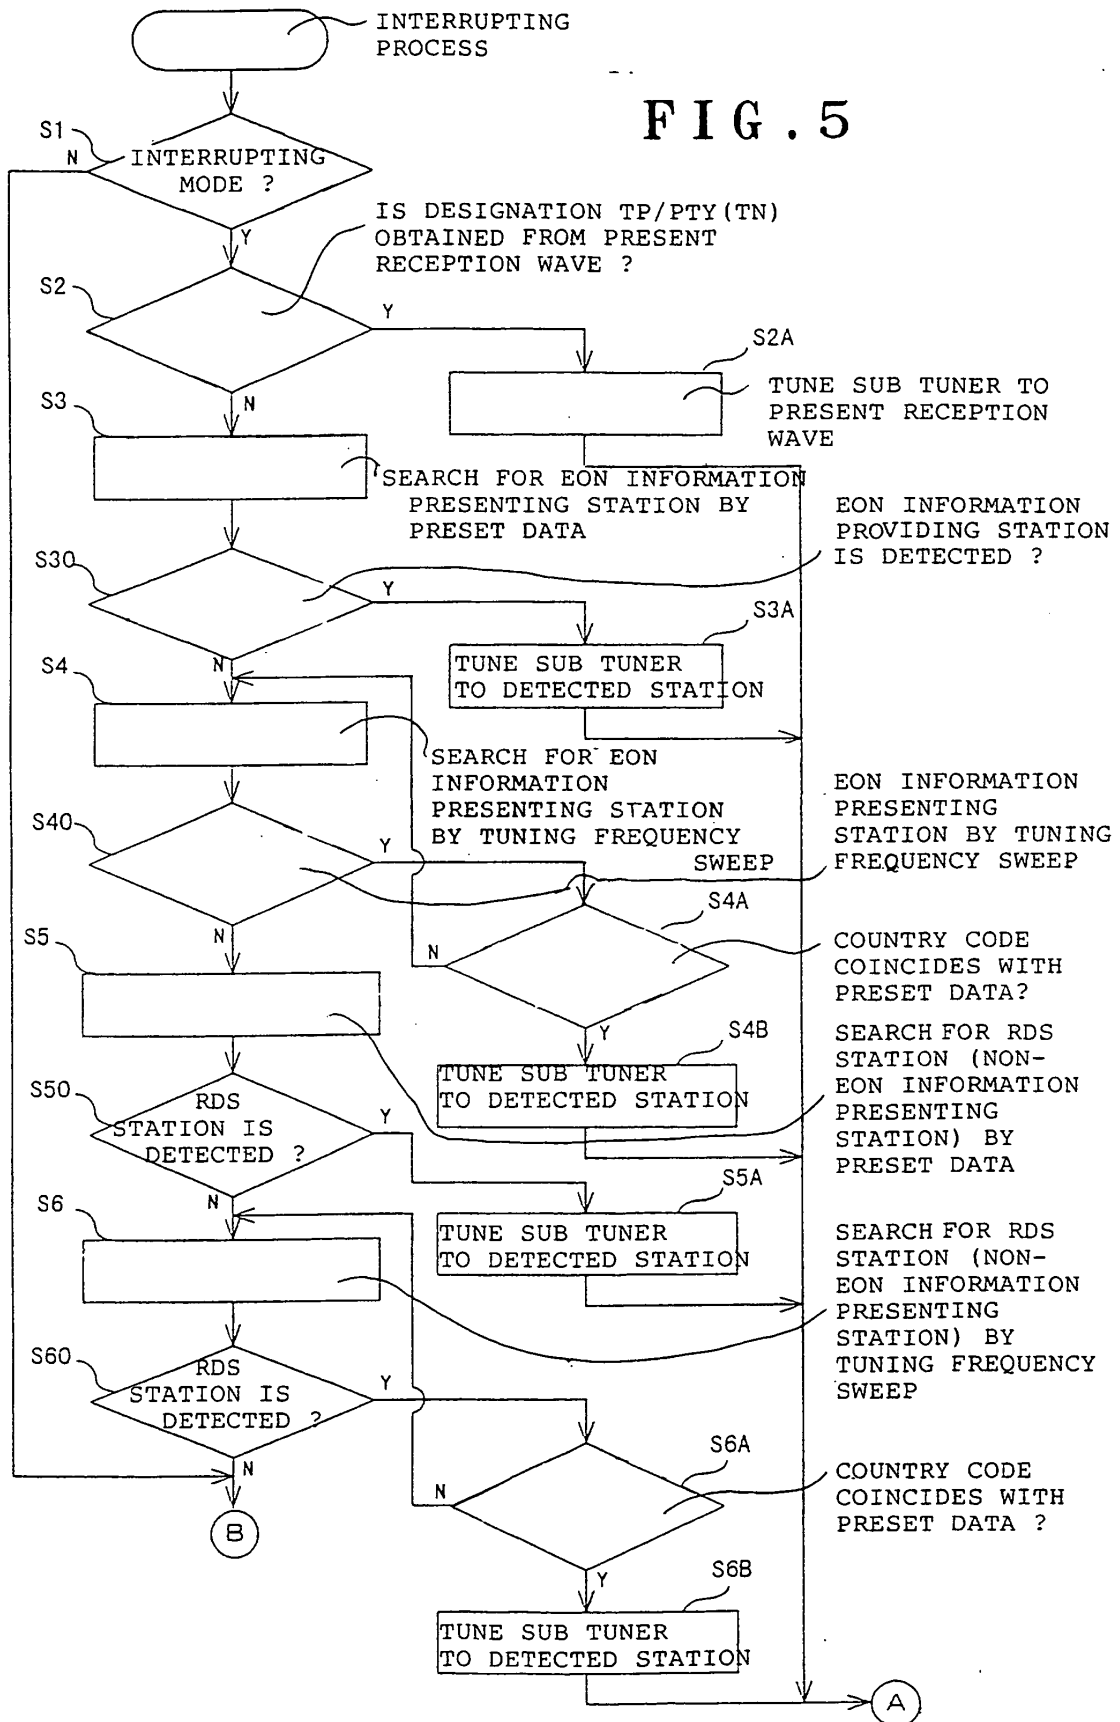 INTERRUPTING
PROCESS
FIG.5
S1
N
INTERRUPTING
MODE ?
Y
IS DESIGNATION TP/PTY(TN)
OBTAINED FROM PRESENT
RECEPTION WAVE ?
S2
Y
N
S2A
TUNE SUB TUNER TO
PRESENT RECEPTION
WAVE
S3
SEARCH FOR EON INFORMATION
PRESENTING STATION BY
PRESET DATA
EON INFORMATION
PROVIDING STATION
IS DETECTED ?
S30
Y
N
S3A
TUNE SUB TUNER
TO DETECTED STATION
S4
SEARCH FOR EON
INFORMATION
PRESENTING STATION
BY TUNING FREQUENCY
SWEEP
EON INFORMATION
PRESENTING
STATION BY TUNING
FREQUENCY SWEEP
S40
Y
N
S4A
N
Y
COUNTRY CODE
COINCIDES WITH
PRESET DATA?
S5
S4B
TUNE SUB TUNER
TO DETECTED STATION
SEARCH FOR RDS
STATION (NON-
EON INFORMATION
PRESENTING
STATION) BY
PRESET DATA
S50
RDS
STATION IS
DETECTED ?
Y
N
S5A
TUNE SUB TUNER
TO DETECTED STATION
S6
SEARCH FOR RDS
STATION (NON-
EON INFORMATION
PRESENTING
STATION) BY
TUNING FREQUENCY
SWEEP
S60
RDS
STATION IS
DETECTED ?
Y
N
B
S6A
N
Y
COUNTRY CODE
COINCIDES WITH
PRESET DATA ?
S6B
TUNE SUB TUNER
TO DETECTED STATION
A